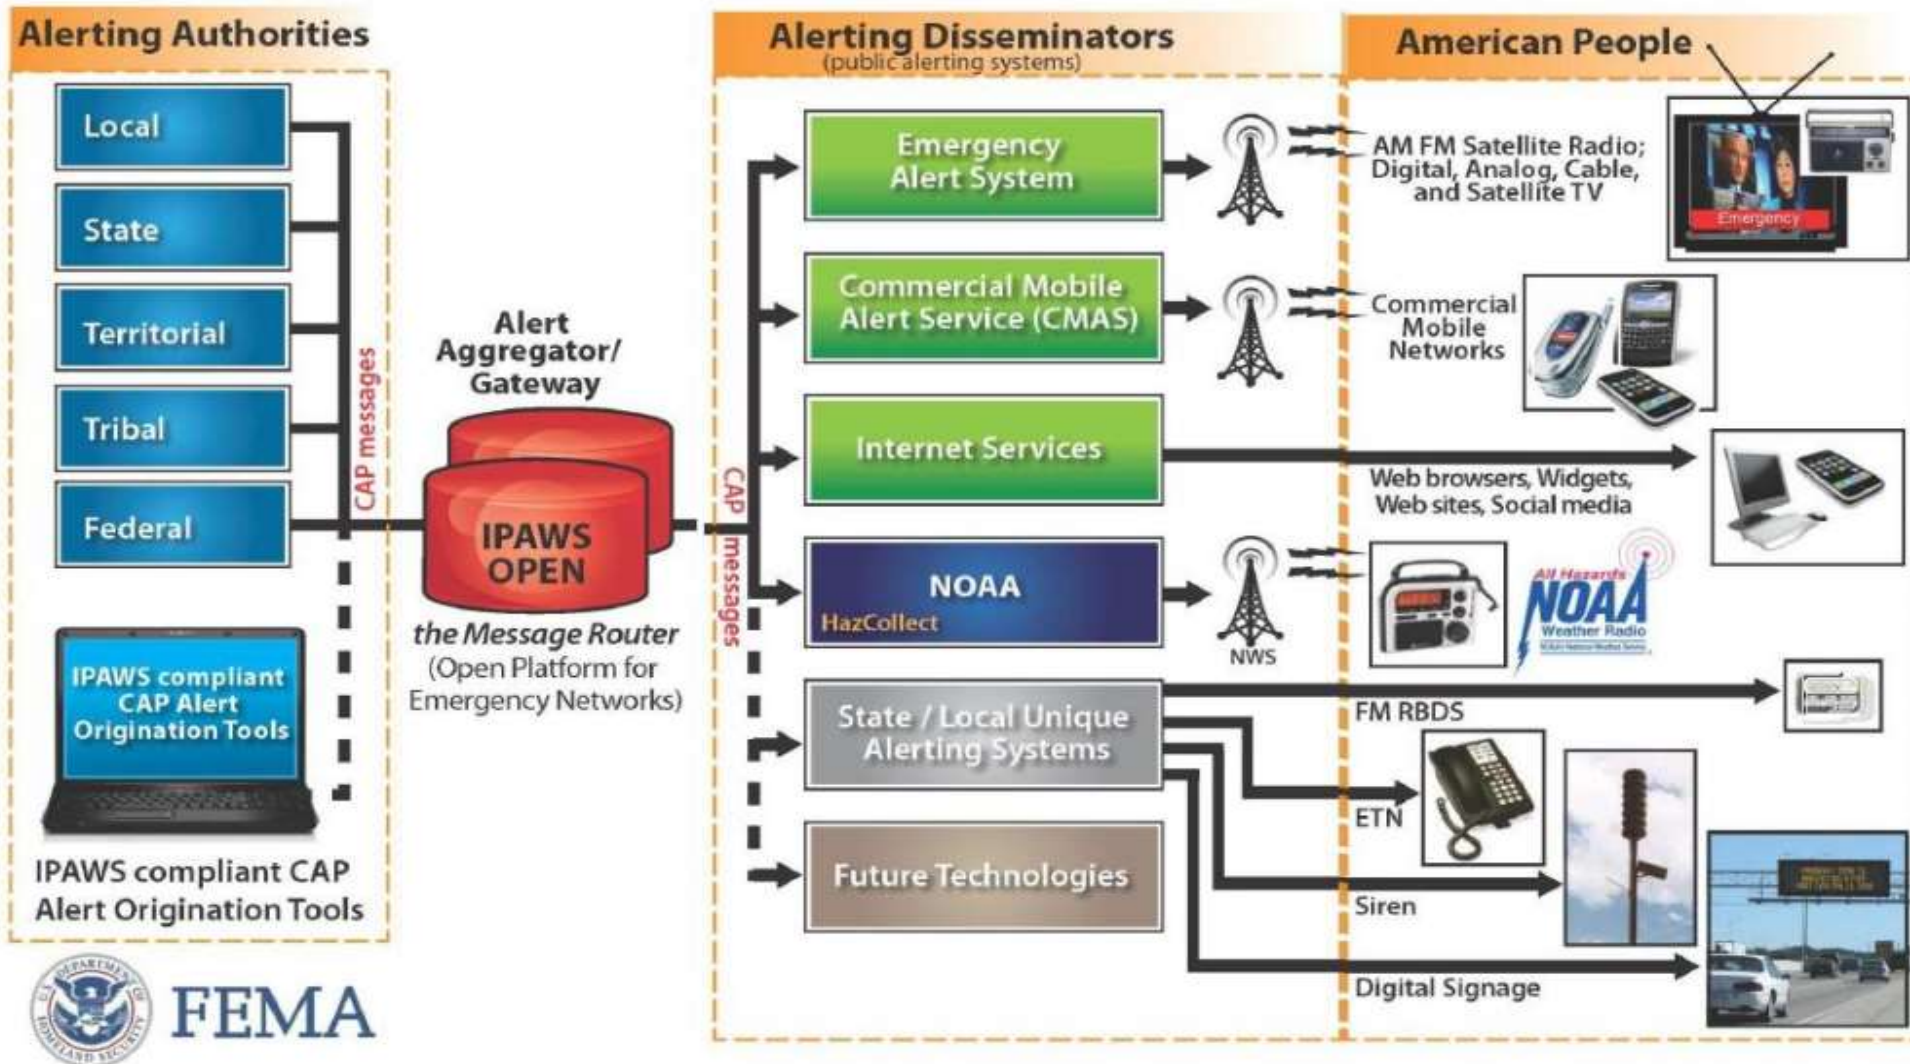 Alerting Authorities
Local
State
Territorial
Tribal
Federal
CAP messages
IPAWS compliant
CAP Alert
Origination Tools
IPAWS compliant CAP
Alert Origination Tools
FEMA
Alert
Aggregator/
Gateway
IPAWS
OPEN
the Message Router
(Open Platform for
Emergency Networks)
Alerting Disseminators
(public alerting systems)
CAP messages
Emergency
Alert System
Commercial Mobile
Alert Service (CMAS)
Internet Services
NOAA
HazCollect
NWS
State / Local Unique
Alerting Systems
Future Technologies
American People
AM FM Satellite Radio;
Digital, Analog, Cable,
and Satellite TV
Emergency
Commercial
Mobile
Networks
Web browsers, Widgets,
Web sites, Social media
All Hazards
NOAA
Weather Radio
FM RBDS
ETN
Siren
Digital Signage